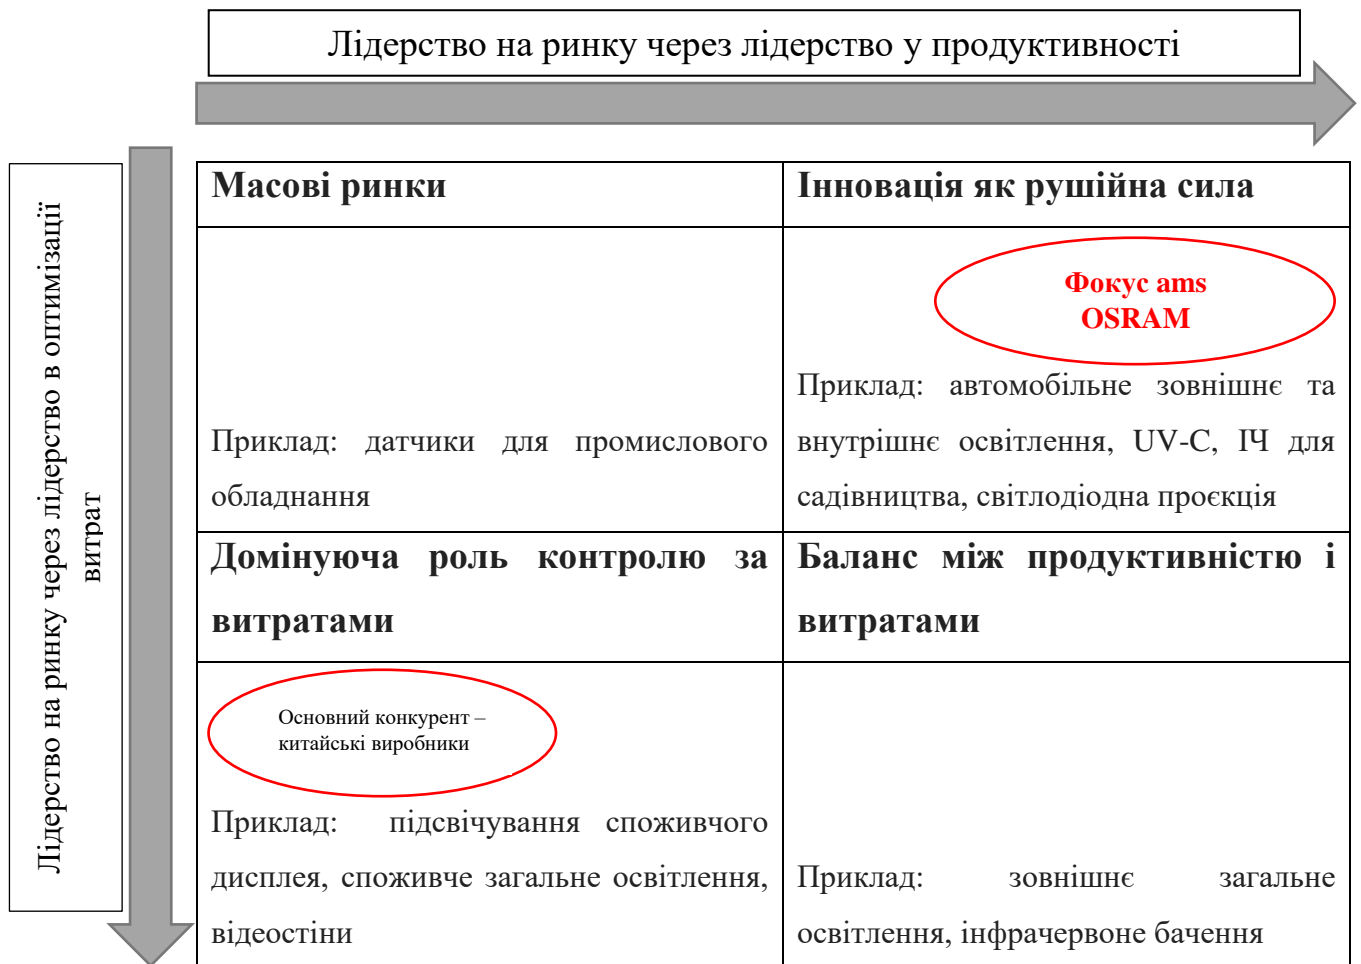 Лідерство на ринку через лідерство у продуктивності
Лідерство на ринку через лідерство в оптимізації
витрат
Масові ринки
Інновація як рушійна сила
Фокус ams
OSRAM
Приклад: датчики для промислового
обладнання
Приклад: автомобільне зовнішнє та
внутрішнє освітлення, UV-C, ІЧ для
садівництва, світлодіодна проєкція
Домінуюча роль контролю за
витратами
Баланс між продуктивністю і
витратами
Основний конкурент –
китайські виробники
Приклад: підсвічування споживчого
дисплея, споживче загальне освітлення,
відеостіни
Приклад: зовнішнє загальне
освітлення, інфрачервоне бачення